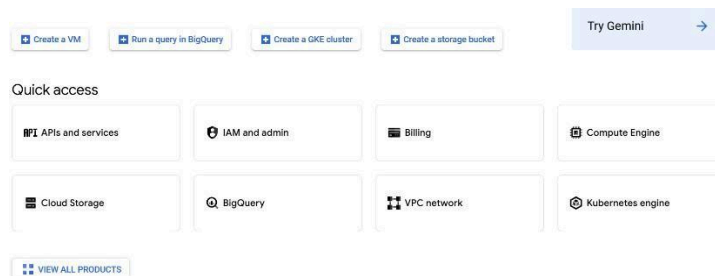 Try Gemini
Create a VM
Run a query in BigQuery
Create a GKE cluster
Create a storage bucket
Quick access
API APIs and services
IAM and admin
Billing
Compute Engine
Cloud Storage
BigQuery
VPC network
Kubernetes engine
VIEW ALL PRODUCTS